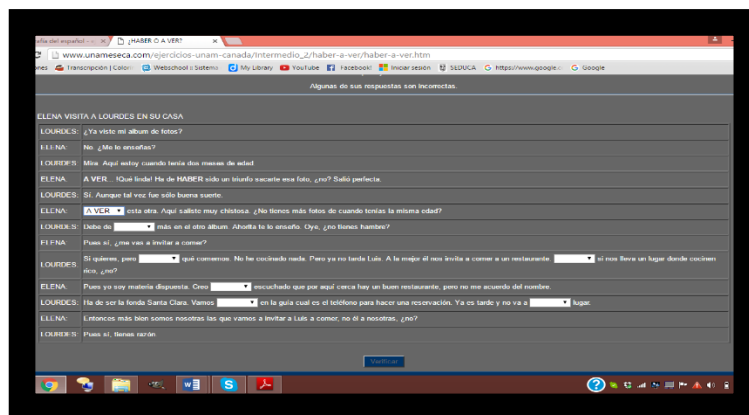 afía del español - ¿HABER O A VER?
www.unameseca.com/ejercicios-unam-canada/Intermedio_2/haber-a-ver/haber-a-ver.htm
Transcripción | Colori Webschool :: Sistema My Library YouTube Facebook Iniciar sesión SEDUCA https://www.google.c Google
Algunas de sus respuestas son incorrectas.
ELENA VISITA A LOURDES EN SU CASA
LOURDES: ¿Ya viste mi álbum de fotos?
ELENA: No. ¿Me lo enseñas?
LOURDES: Mira. Aquí estoy cuando tenía dos meses de edad
ELENA: A VER... !Qué linda! Ha de HABER sido un triunfo sacarte esa foto, ¿no? Salió perfecta.
LOURDES: Sí. Aunque tal vez fue sólo buena suerte.
ELENA: A VER esta otra. Aquí saliste muy chistosa. ¿No tienes más fotos de cuando tenías la misma edad?
LOURDES: Debe de más en el otro álbum. Ahorita te lo enseño. Oye, ¿no tienes hambre?
ELENA: Pues sí, ¿me vas a invitar a comer?
LOURDES: Si quieres, pero qué comemos. No he cocinado nada. Pero ya no tarda Luis. A lo mejor él nos invita a comer a un restaurante. si nos lleva un lugar donde cocinen
rico, ¿no?
ELENA: Pues yo soy materia dispuesta. Creo escuchado que por aquí cerca hay un buen restaurante, pero no me acuerdo del nombre.
LOURDES: Ha de ser la fonda Santa Clara. Vamos en la guía cual es el teléfono para hacer una reservación. Ya es tarde y no va a lugar.
ELENA: Entonces más bien somos nosotras las que vamos a invitar a Luis a comer, no él a nosotras, ¿no?
LOURDES: Pues sí, tienes razón.
Verificar